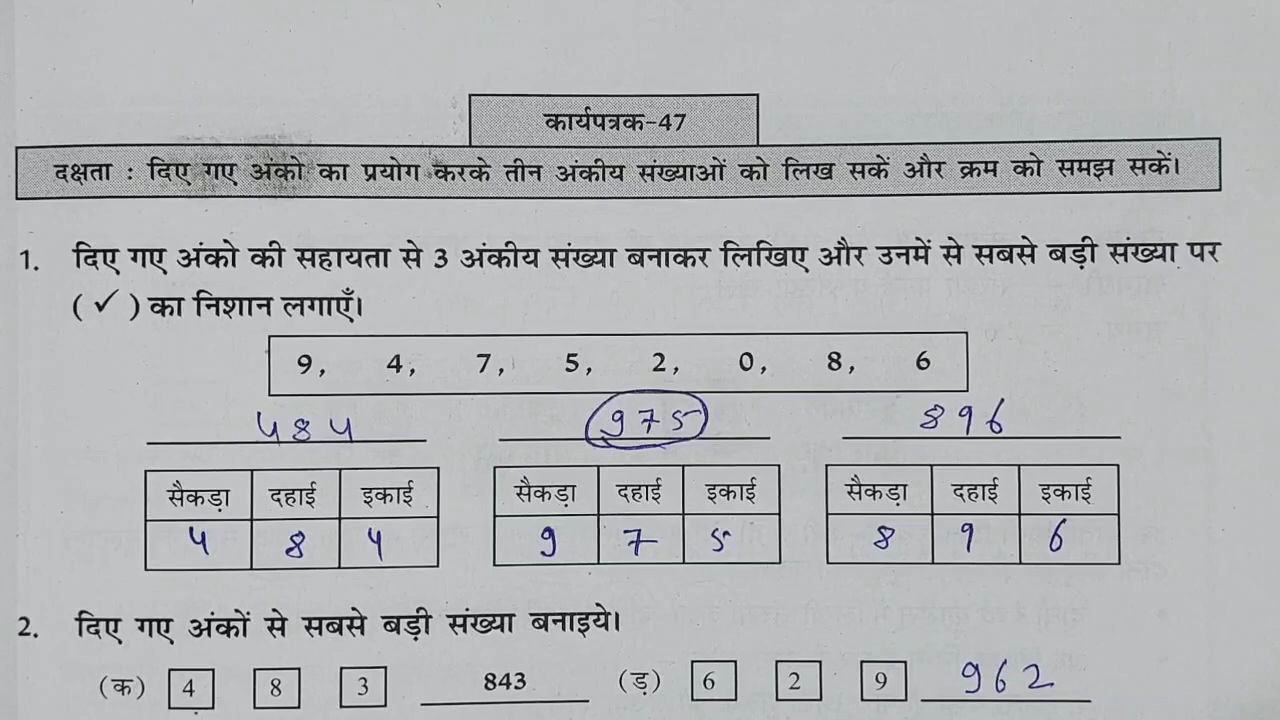 कार्यपत्रक-47
दक्षता : दिए गए अंको का प्रयोग करके तीन अंकीय संख्याओं को लिख सकें और क्रम को समझ सकें।
1. दिए गए अंको की सहायता से 3 अंकीय संख्या बनाकर लिखिए और उनमें से सबसे बड़ी संख्या पर
( ✓ ) का निशान लगाएँ।
9, 4, 7, 5, 2, 0, 8, 6
484 975 896
सैकड़ा दहाई इकाई सैकड़ा दहाई इकाई सैकड़ा दहाई इकाई
4 8 4 9 7 5 8 9 6
2. दिए गए अंकों से सबसे बड़ी संख्या बनाइये।
(क) 4 8 3 843 (ड़) 6 2 9 962